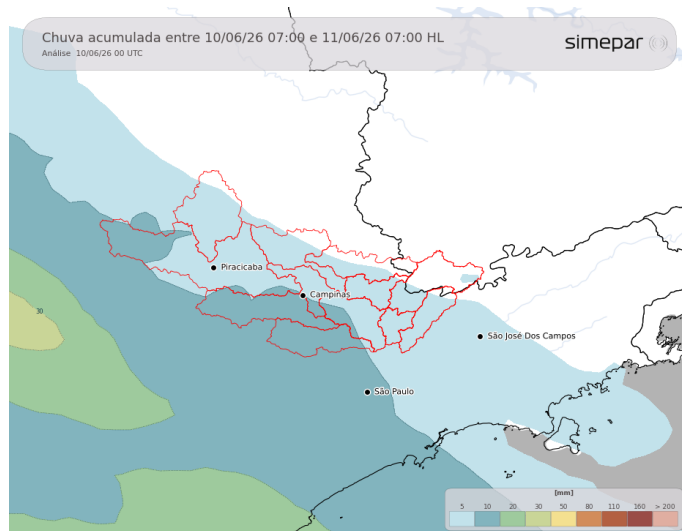 Chuva acumulada entre 10/06/26 07:00 e 11/06/26 07:00 HL
Análise 10/06/26 00 UTC
simepar
Piracicaba
Campinas
30
São José Dos Campos
São Paulo
[mm]
5 10 20 30 50 80 110 160 > 200